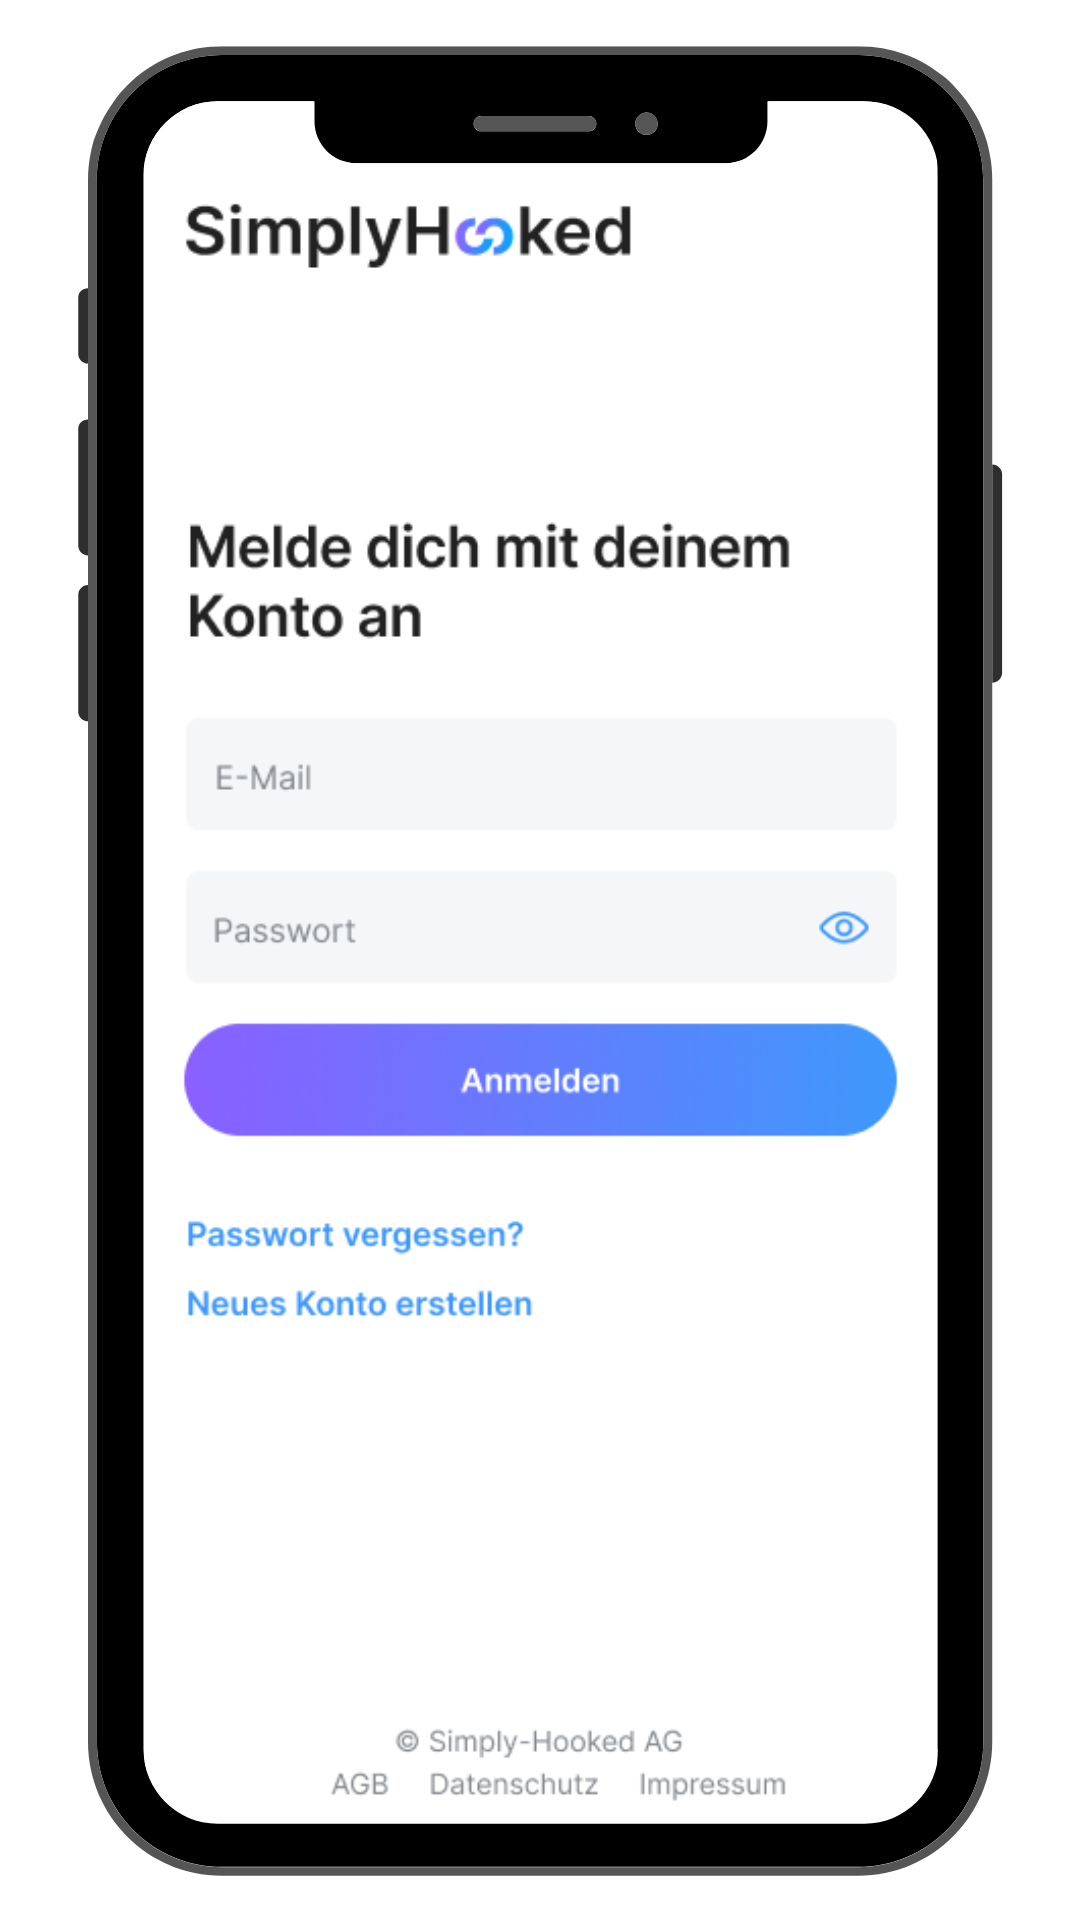 SimplyHooked
Melde dich mit deinem
Konto an
E-Mail
Passwort
Anmelden
Passwort vergessen?
Neues Konto erstellen
© Simply-Hooked AG
AGB Datenschutz Impressum